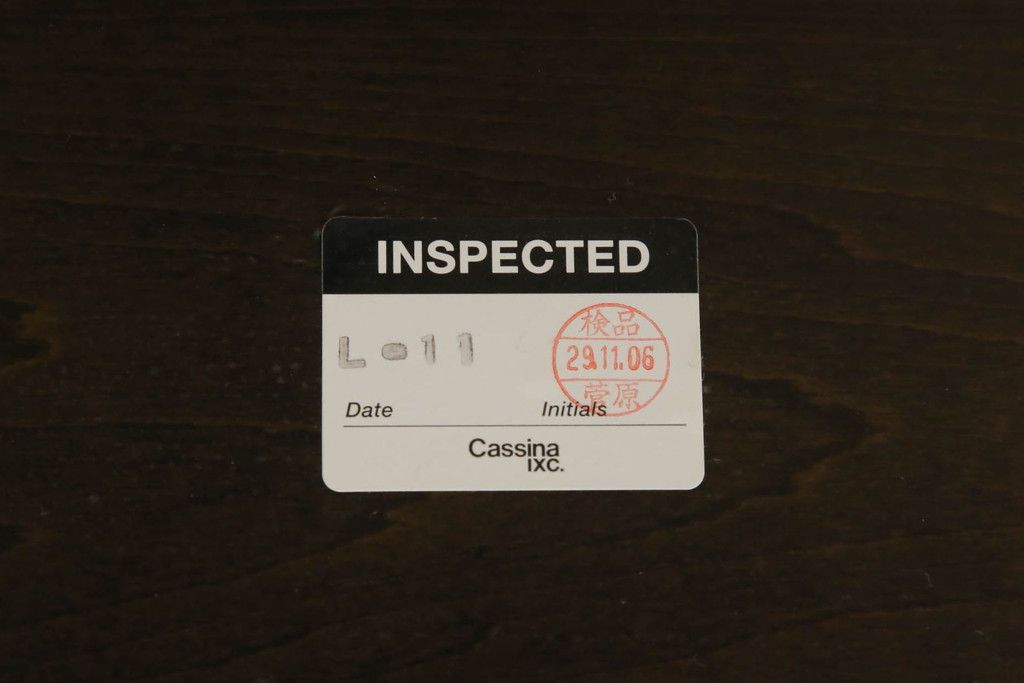 INSPECTED
L-11
検品
29.11.06
菅原
Date
Initials
Cassina
IXC.